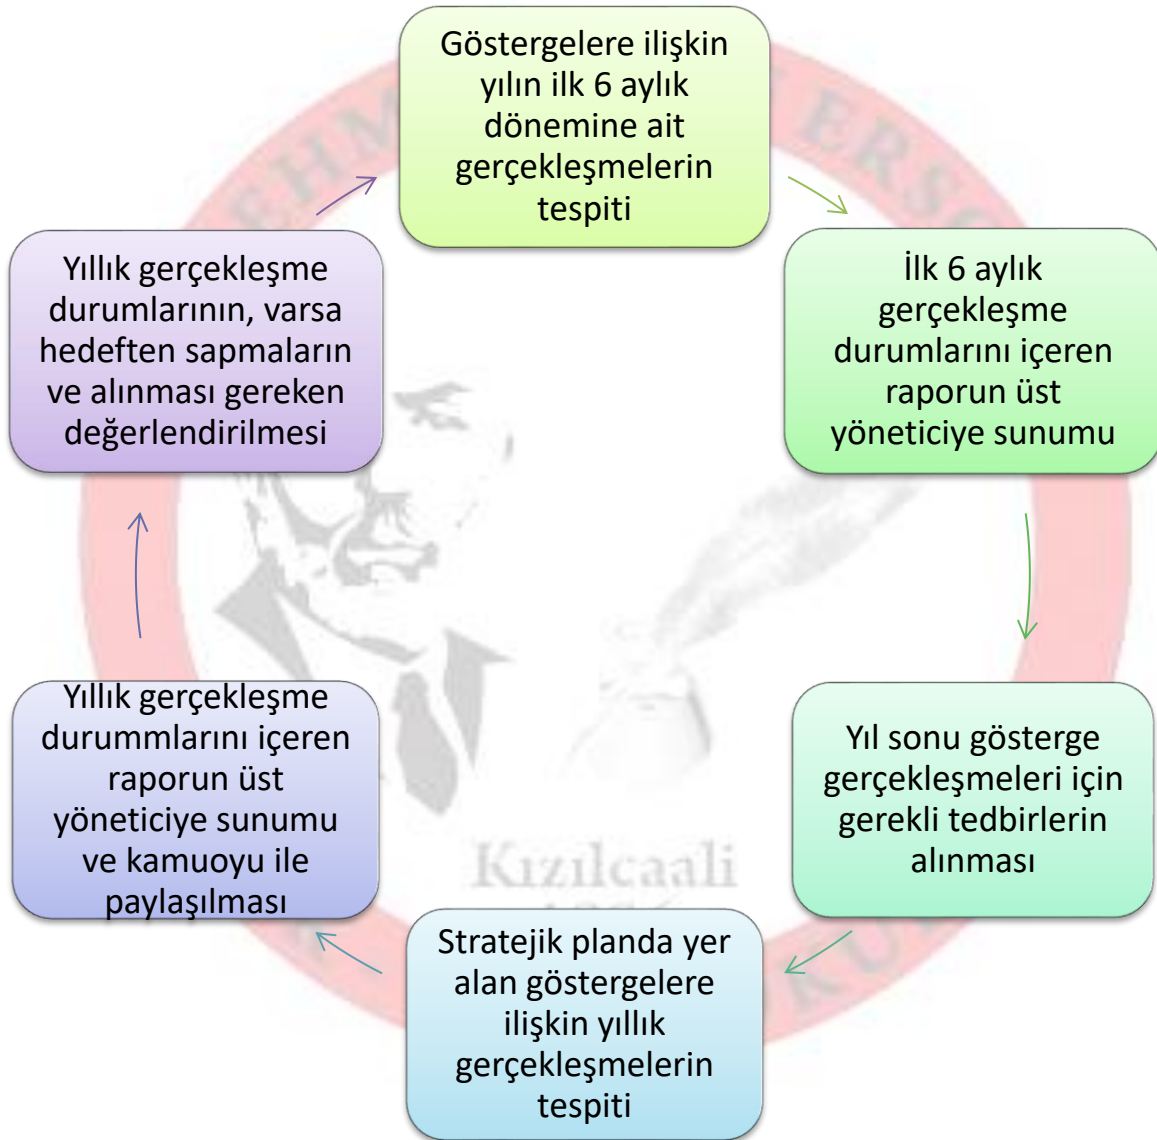 Göstergelere ilişkin
yılın ilk 6 aylık
dönemine ait
gerçekleşmelerin
tespiti
İlk 6 aylık
gerçekleşme
durumlarını içeren
raporun üst
yöneticiye sunumu
Yıl sonu gösterge
gerçekleşmeleri için
gerekli tedbirlerin
alınması
Stratejik planda yer
alan göstergelere
ilişkin yıllık
gerçekleşmelerin
tespiti
Yıllık gerçekleşme
durummlarını içeren
raporun üst
yöneticiye sunumu
ve kamuoyu ile
paylaşılması
Yıllık gerçekleşme
durumlarının, varsa
hedeften sapmaların
ve alınması gereken
değerlendirilmesi
Kızılcaali